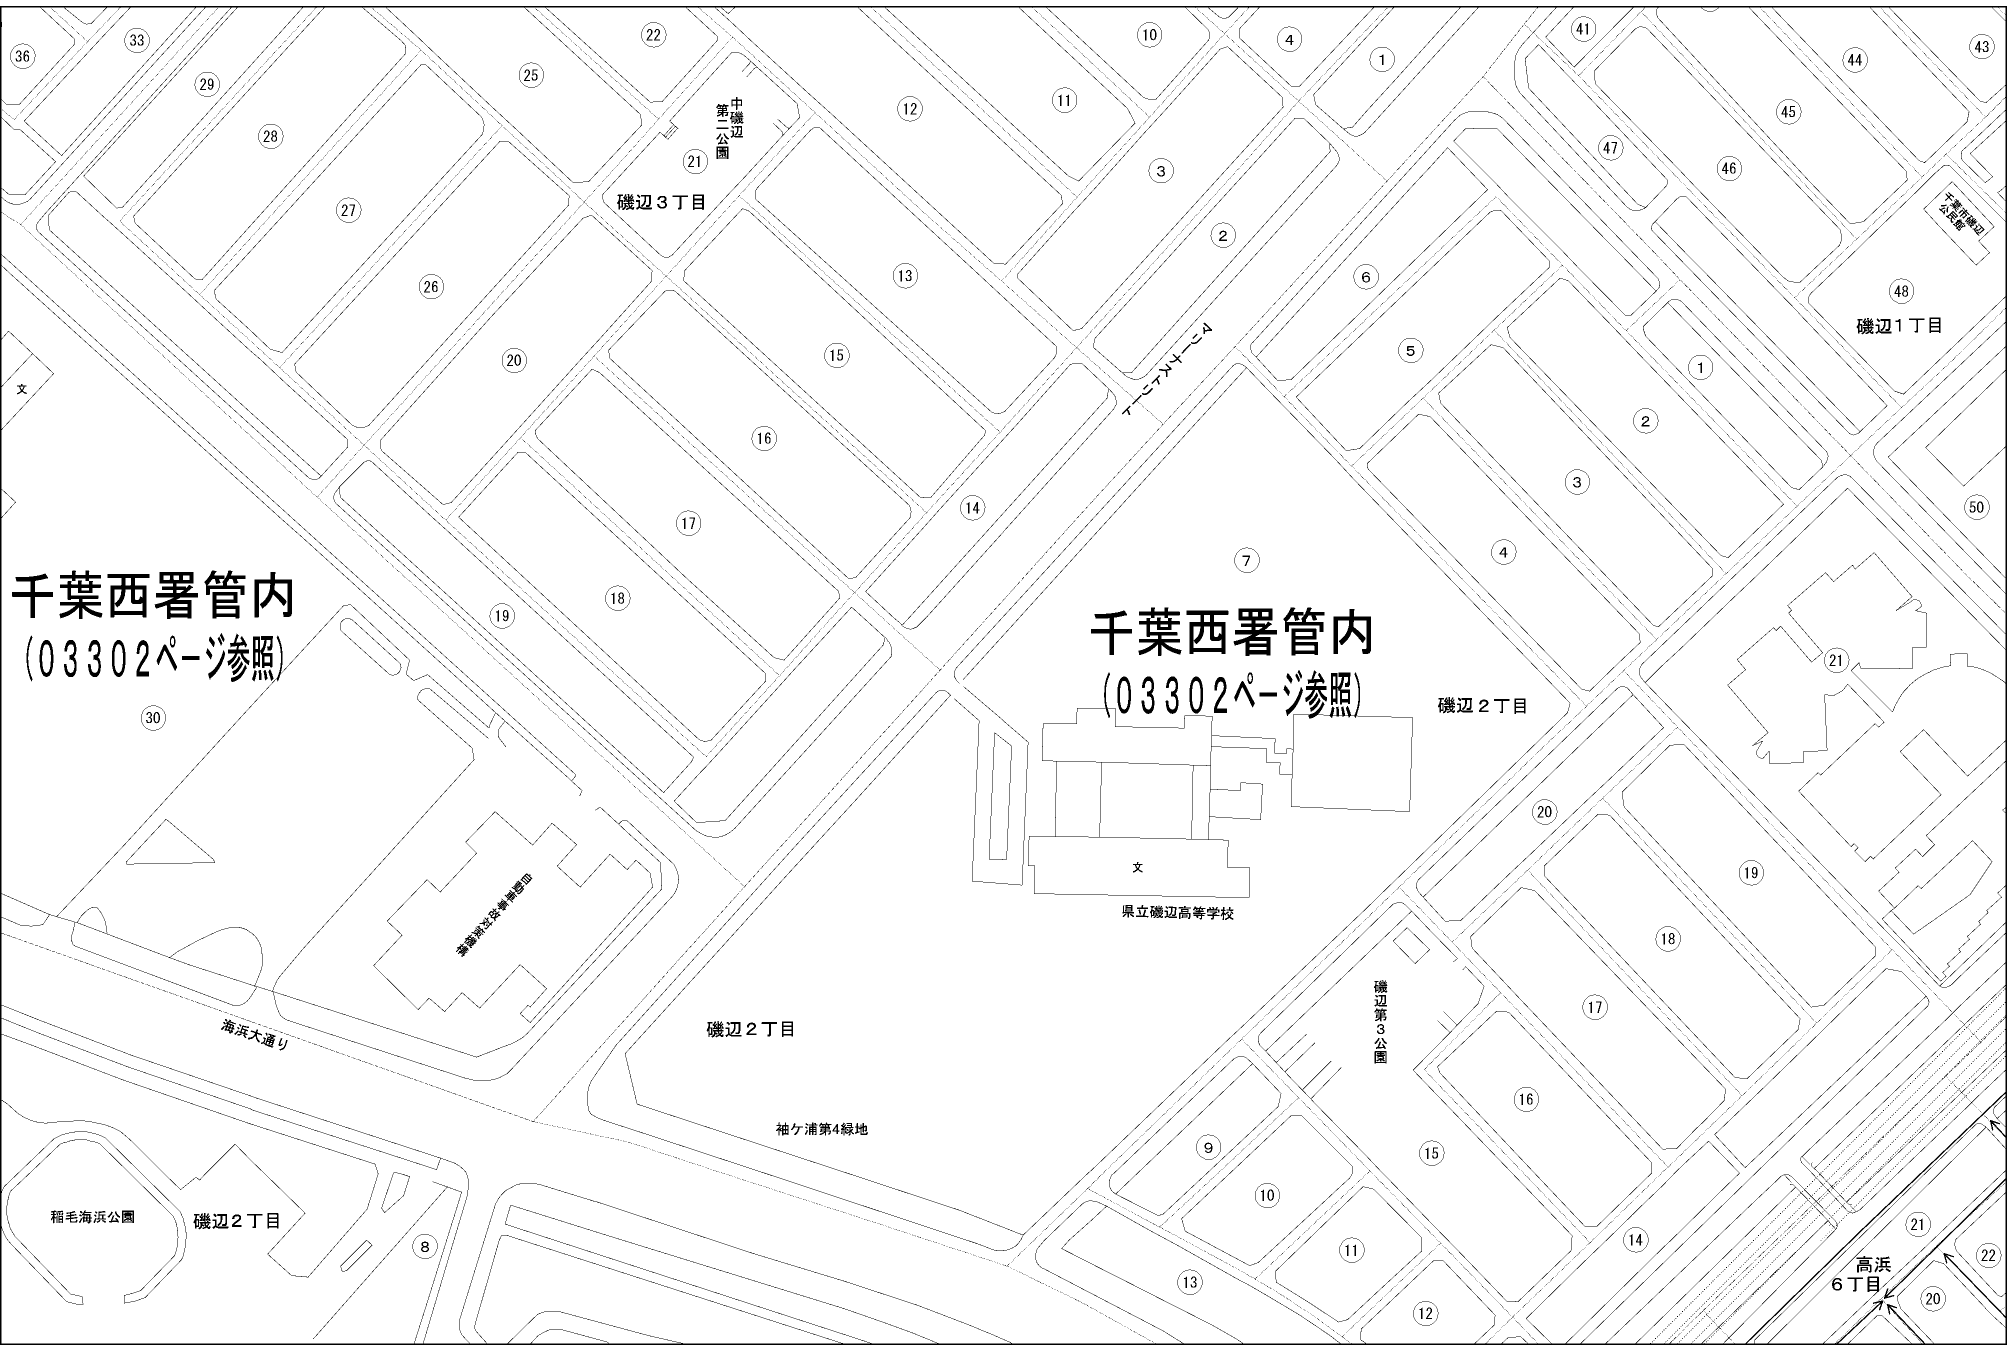 36
33
29
28
27
26
25
22
中磯辺
第二公園
21
磯辺３丁目
20
12
11
10
4
1
3
2
13
15
16
17
18
19
14
マリーナストリート
41
44
43
45
46
47
千葉市磯辺
公民館
48
磯辺１丁目
50
6
5
1
2
3
4
7
21
文
千葉西署管内
(０３３０２ページ参照)
30
千葉西署管内
(０３３０２ページ参照)
磯辺２丁目
文
県立磯辺高等学校
自動車事故対策機構
海浜大通り
磯辺２丁目
袖ケ浦第4緑地
稲毛海浜公園
磯辺２丁目
8
20
19
18
17
磯辺第３公園
16
15
9
10
11
12
13
14
21
22
高浜
６丁目
20